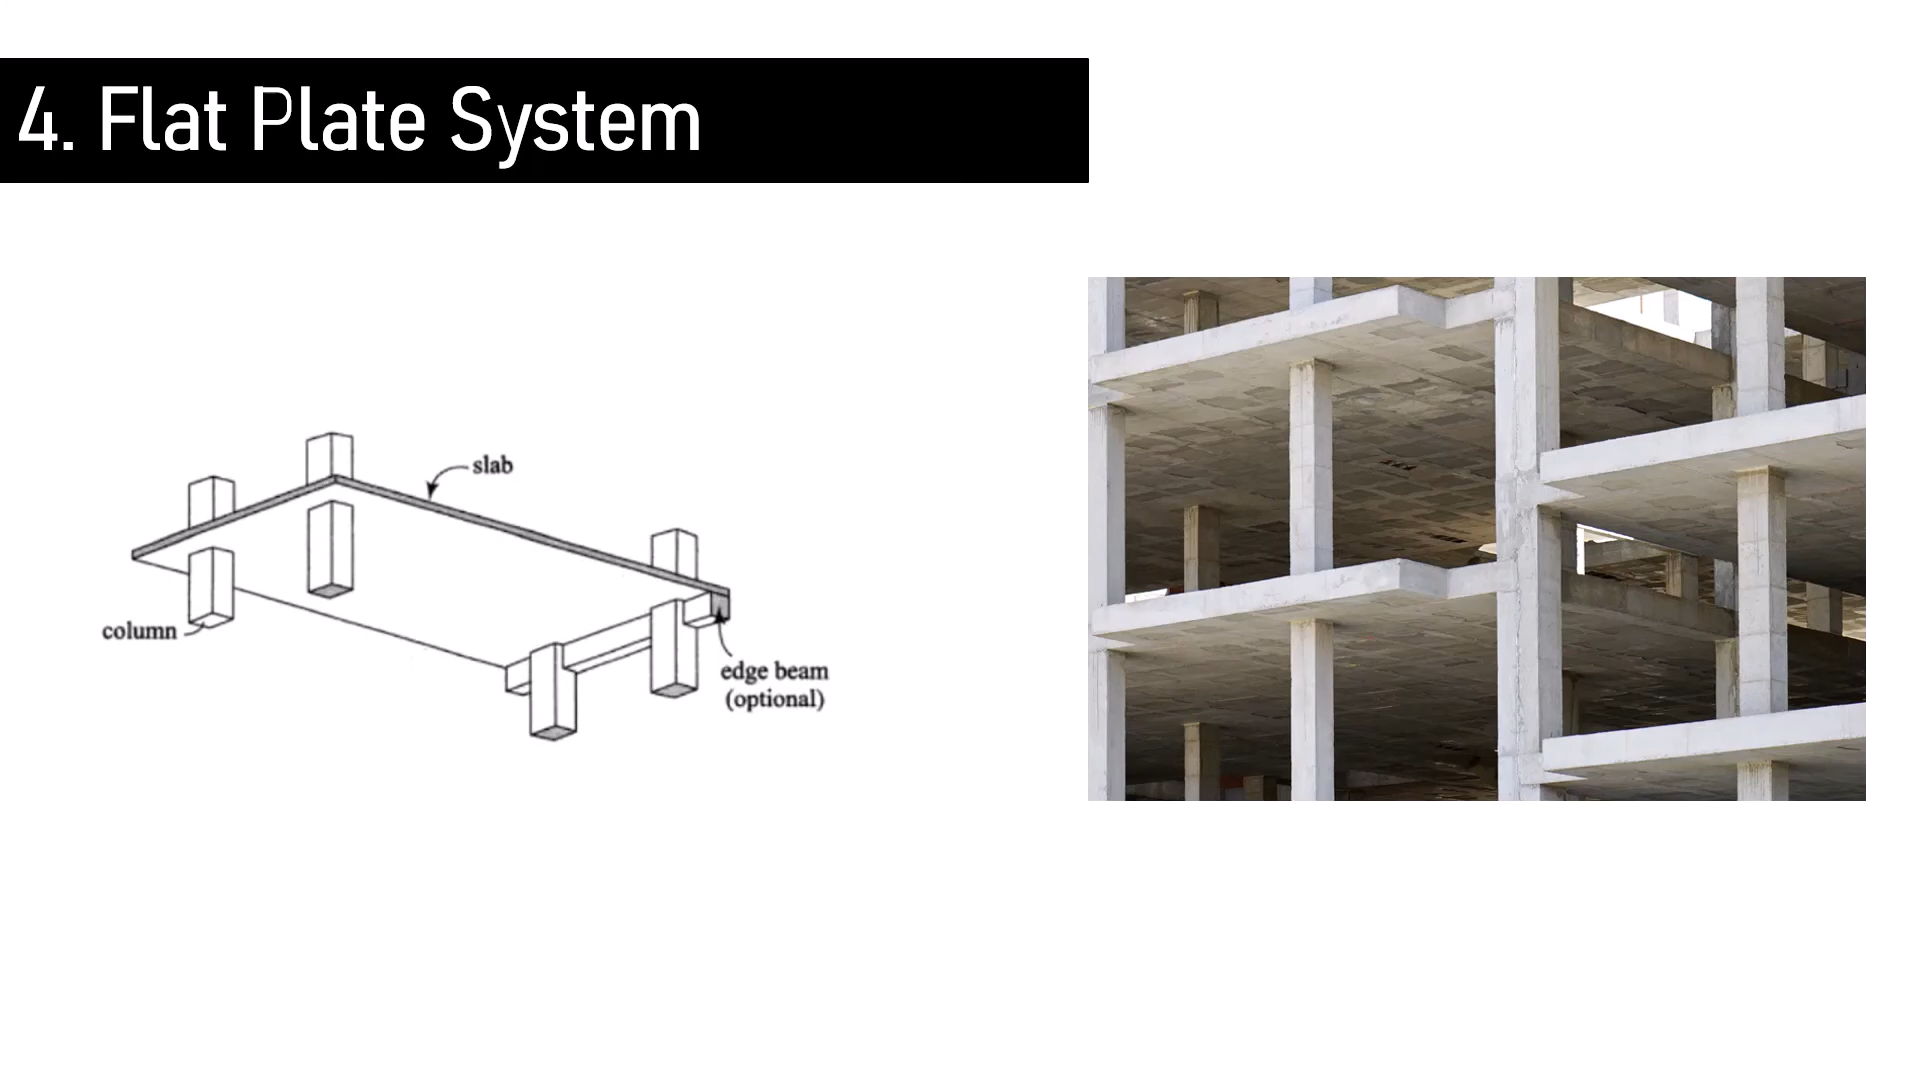 4. Flat Plate System
slab
column
edge beam
(optional)